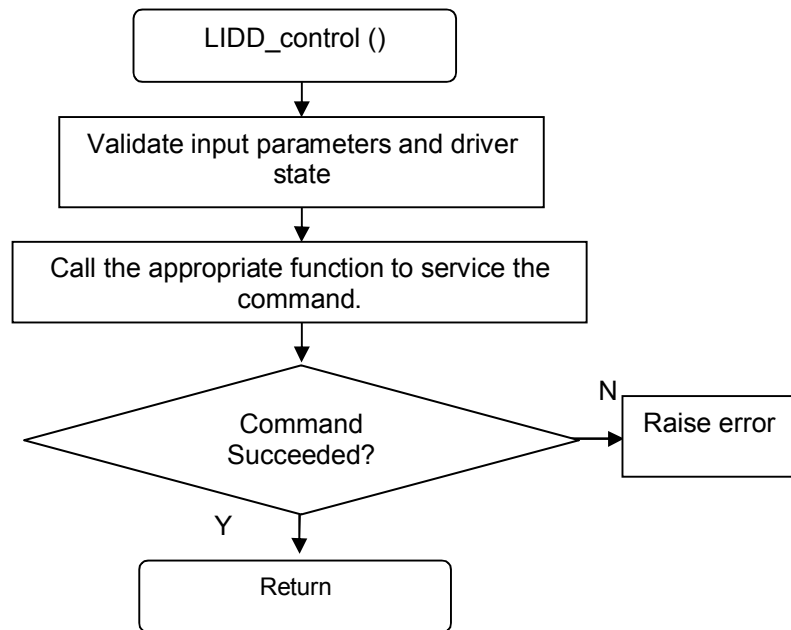 LIDD_control ()
Validate input parameters and driver
state
Call the appropriate function to service the
command.
Command
Succeeded?
N
Raise error
Y
Return